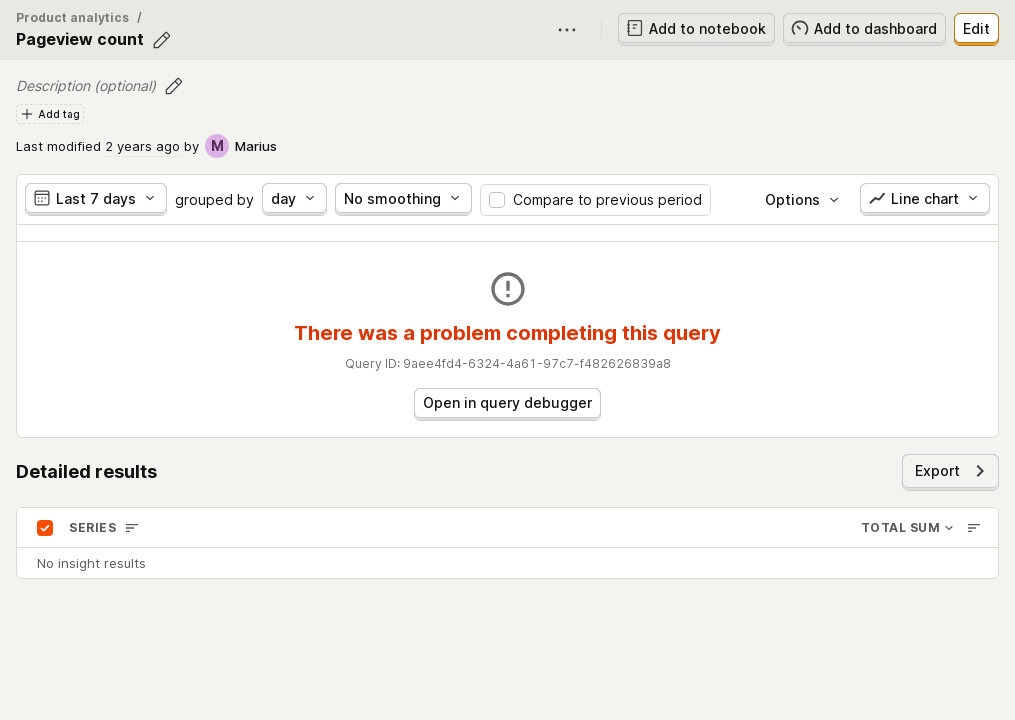 Product analytics /
Pageview count
Add to notebook
Add to dashboard
Edit
Description (optional)
Add tag
Last modified 2 years ago by M Marius
Last 7 days grouped by day No smoothing Compare to previous period Options Line chart
There was a problem completing this query
Query ID: 9aee4fd4-6324-4a61-97c7-f482626839a8
Open in query debugger
Detailed results
Export
SERIES TOTAL SUM
No insight results